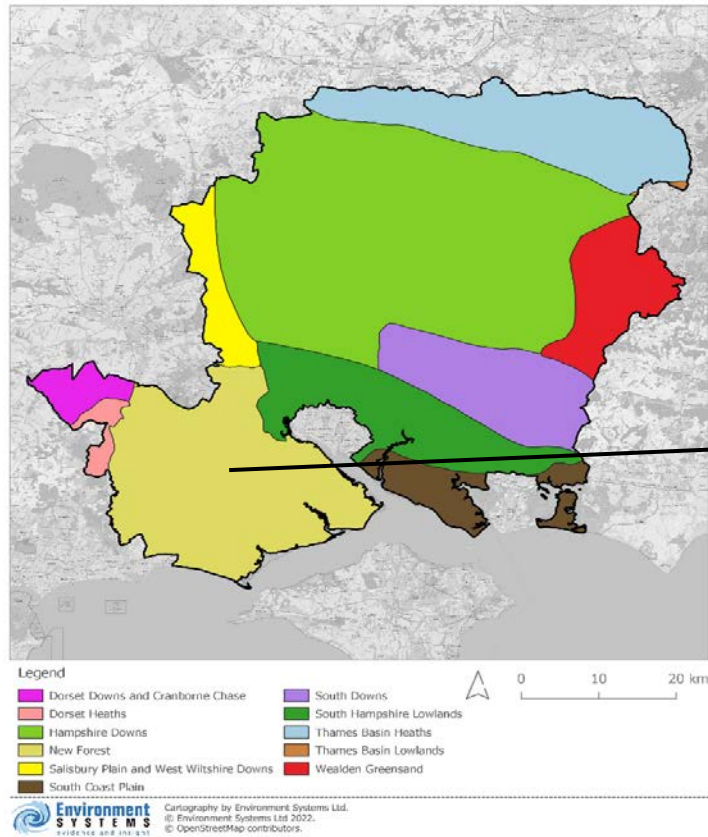 Legend
Dorset Downs and Cranborne Chase
Dorset Heaths
Hampshire Downs
New Forest
Salisbury Plain and West Wiltshire Downs
South Coast Plain
South Downs
South Hampshire Lowlands
Thames Basin Heaths
Thames Basin Lowlands
Wealden Greensand
0 10 20 km
Environment
SYSTEMS
evidence and insight
Cartography by Environment Systems Ltd.
© Environment Systems Ltd 2022.
© OpenStreetMap contributors.